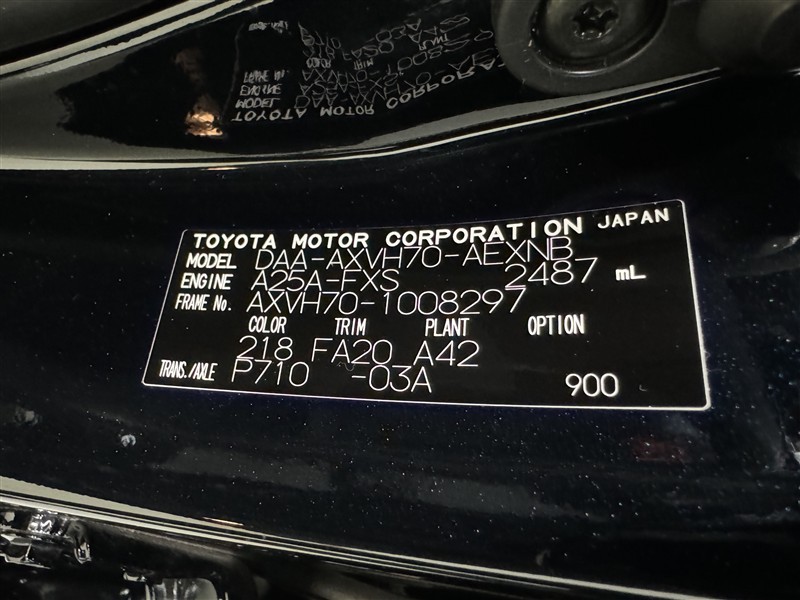 TOYOTA MOTOR CORPORATION JAPAN
MODEL DAA-AXVH70-AEXNB
ENGINE A25A-FXS 2487 mL
FRAME No. AXVH70-1008297
COLOR TRIM PLANT OPTION
218 FA20 A42
TRANS./AXLE P710 -03A 900